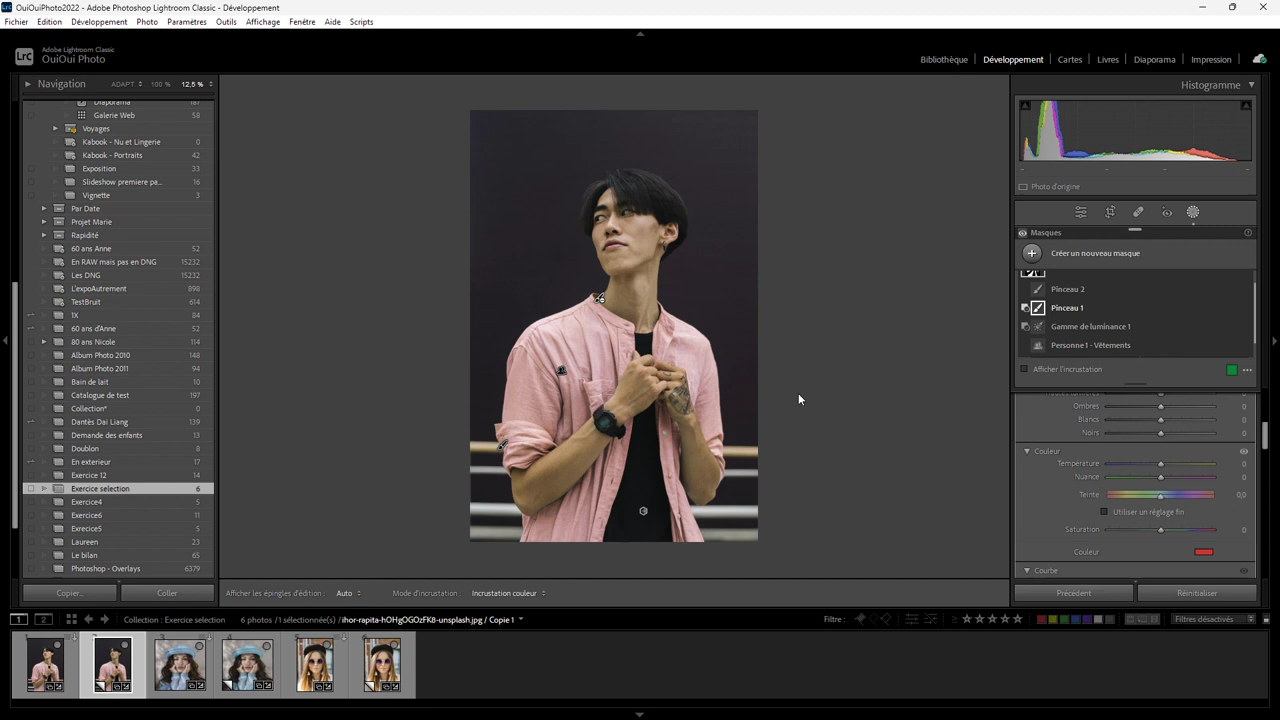 OuiOuiPhoto2022 - Adobe Photoshop Lightroom Classic - Développement
Fichier Edition Développement Photo Paramètres Outils Affichage Fenêtre Aide Scripts
Lrc
Adobe Lightroom Classic
OuiOui Photo
Bibliothèque | Développement | Cartes | Livres | Diaporama | Impression
Navigation ADAPT 100 % 12,5 %
Diaporama 187
Galerie Web 58
Voyages
Kabook - Nu et Lingerie 0
Kabook - Portraits 42
Exposition 33
Slideshow premiere pa... 16
Vignette 3
Par Date
Projet Marie
Rapidité
60 ans Anne 52
En RAW mais pas en DNG 15232
Les DNG 15232
L'expoAutrement 898
TestBruit 614
1X 84
60 ans d'Anne 52
80 ans Nicole 114
Album Photo 2010 148
Album Photo 2011 94
Bain de lait 10
Catalogue de test 197
Collection* 0
Dantès Dai Liang 139
Demande des enfants 13
Doublon 8
En exterieur 17
Exercice 12 14
Exercice selection 6
Exercice4 5
Exercice6 11
Exrecice5 5
Laureen 23
Le bilan 65
Photoshop - Overlays 6379
Copier... Coller
Histogramme
Photo d'origine
Masques
Créer un nouveau masque
Pinceau 2
Pinceau 1
Gamme de luminance 1
Personne 1 - Vêtements
Afficher l'incrustation
Ombres 0
Blancs 0
Noirs 0
Couleur
Température 0
Nuance 0
Teinte 0,0
Utiliser un réglage fin
Saturation 0
Couleur
Courbe
Précédent Réinitialiser
Afficher les épingles d'édition : Auto Mode d'incrustation : Incrustation couleur
1 2 Collection : Exercice selection 6 photos /1 sélectionnée(s) /ihor-rapita-hOHgOGOzFK8-unsplash.jpg / Copie 1 Filtre : Filtres désactivés